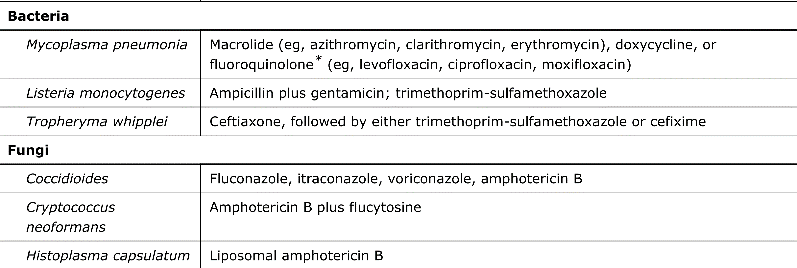 Bacteria
Mycoplasma pneumonia Macrolide (eg, azithromycin, clarithromycin, erythromycin), doxycycline, or
fluoroquinolone* (eg, levofloxacin, ciprofloxacin, moxifloxacin)
Listeria monocytogenes Ampicillin plus gentamicin; trimethoprim-sulfamethoxazole
Tropheryma whipplei Ceftiaxone, followed by either trimethoprim-sulfamethoxazole or cefixime
Fungi
Coccidioides Fluconazole, itraconazole, voriconazole, amphotericin B
Cryptococcus Amphotericin B plus flucytosine
neoformans
Histoplasma capsulatum Liposomal amphotericin B